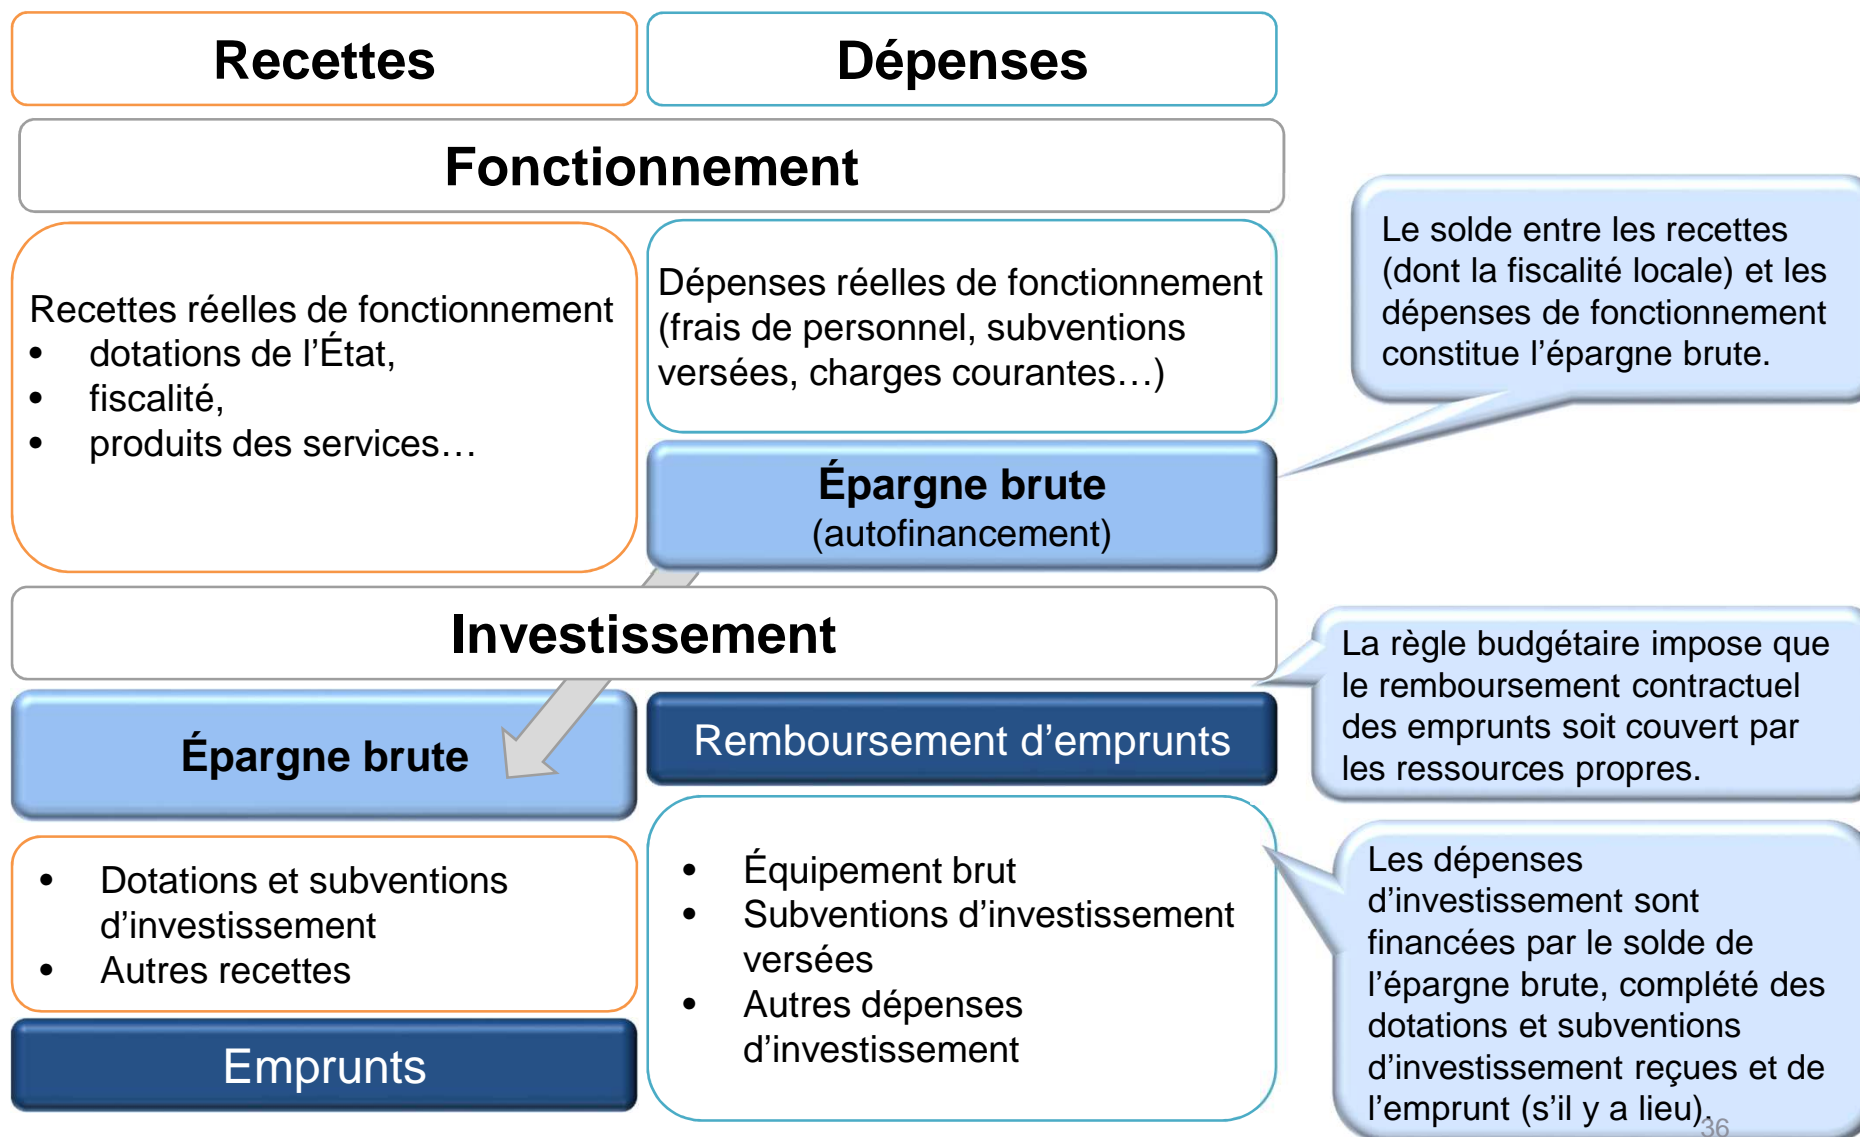 Recettes
Dépenses
Fonctionnement
Recettes réelles de fonctionnement
• dotations de l’État,
• fiscalité,
• produits des services…
Dépenses réelles de fonctionnement
(frais de personnel, subventions
versées, charges courantes…)
Épargne brute
(autofinancement)
Le solde entre les recettes
(dont la fiscalité locale) et les
dépenses de fonctionnement
constitue l’épargne brute.
Investissement
Épargne brute
Remboursement d’emprunts
La règle budgétaire impose que
le remboursement contractuel
des emprunts soit couvert par
les ressources propres.
• Dotations et subventions
d’investissement
• Autres recettes
Emprunts
• Équipement brut
• Subventions d’investissement
versées
• Autres dépenses
d’investissement
Les dépenses
d’investissement sont
financées par le solde de
l’épargne brute, complété des
dotations et subventions
d’investissement reçues et de
l’emprunt (s’il y a lieu).
36